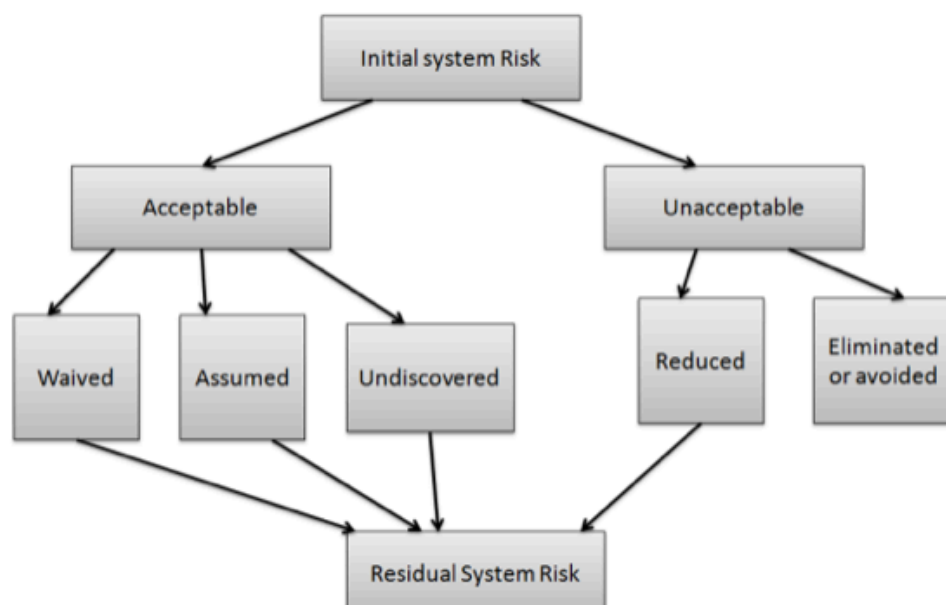 Initial system Risk
Acceptable
Unacceptable
Waived
Assumed
Undiscovered
Reduced
Eliminated
or avoided
Residual System Risk